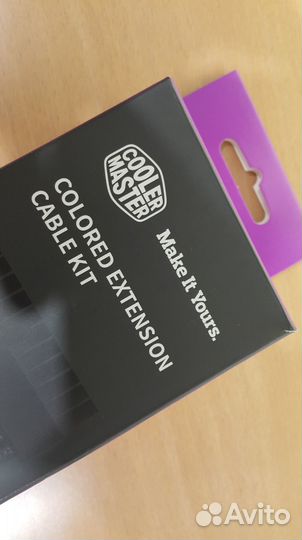 COOLER
MASTER
Make It Yours.
COLORED EXTENSION
CABLE KIT
Avito